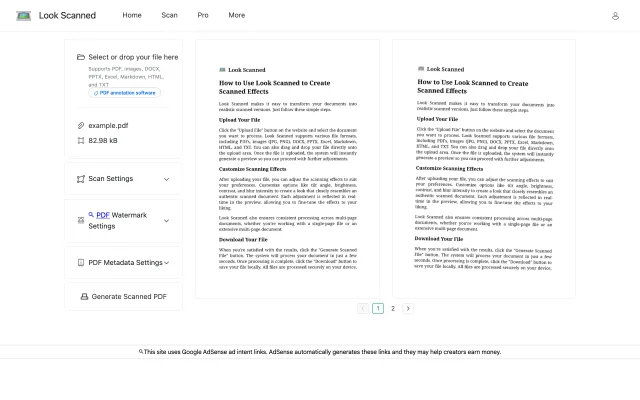 Look Scanned
Home
Scan
Pro
More
Select or drop your file here
Supports PDF, images, DOCX,
PPTX, Excel, Markdown, HTML,
and TXT
PDF annotation software
example.pdf
82.98 kB
Scan Settings
PDF Watermark
Settings
PDF Metadata Settings
Generate Scanned PDF
Look Scanned
How to Use Look Scanned to Create
Scanned Effects
Look Scanned makes it easy to transform your documents into
realistic scanned versions. Just follow these simple steps.
Upload Your File
Click the "Upload File" button on the website and select the document
you want to process. Look Scanned supports various file formats,
including PDFs, images (JPG, PNG), DOCX, PPTX, Excel, Markdown,
HTML, and TXT. You can also drag and drop your file directly onto
the upload area. Once the file is uploaded, the system will instantly
generate a preview so you can proceed with further adjustments.
Customize Scanning Effects
After uploading your file, you can adjust the scanning effects to suit
your preferences. Customize options like tilt angle, brightness,
contrast, and blur intensity to create a look that closely resembles an
authentic scanned document. Each adjustment is reflected in real-
time in the preview, allowing you to fine-tune the effects to your
liking.
Look Scanned also ensures consistent processing across multi-page
documents, whether you're working with a single-page file or an
extensive multi-page document.
Download Your File
When you're satisfied with the results, click the "Generate Scanned
File" button. The system will process your document in just a few
seconds. Once processing is complete, click the "Download" button to
save your file locally. All files are processed securely on your device,
Look Scanned
How to Use Look Scanned to Create
Scanned Effects
Look Scanned makes it easy to transform your documents into
realistic scanned versions. Just follow these simple steps.
Upload Your File
Click the "Upload File" button on the website and select the document
you want to process. Look Scanned supports various file formats,
including PDFs, images (JPG, PNG), DOCX, PPTX, Excel, Markdown,
HTML, and TXT. You can also drag and drop your file directly onto
the upload area. Once the file is uploaded, the system will instantly
generate a preview so you can proceed with further adjustments.
Customize Scanning Effects
After uploading your file, you can adjust the scanning effects to suit
your preferences. Customize options like tilt angle, brightness,
contrast, and blur intensity to create a look that closely resembles an
authentic scanned document. Each adjustment is reflected in real-
time in the preview, allowing you to fine-tune the effects to your
liking.
Look Scanned also ensures consistent processing across multi-page
documents, whether you're working with a single-page file or an
extensive multi-page document.
Download Your File
When you're satisfied with the results, click the "Generate Scanned
File" button. The system will process your document in just a few
seconds. Once processing is complete, click the "Download" button to
save your file locally. All files are processed securely on your device,
1
2
This site uses Google AdSense ad intent links. AdSense automatically generates these links and they may help creators earn money.